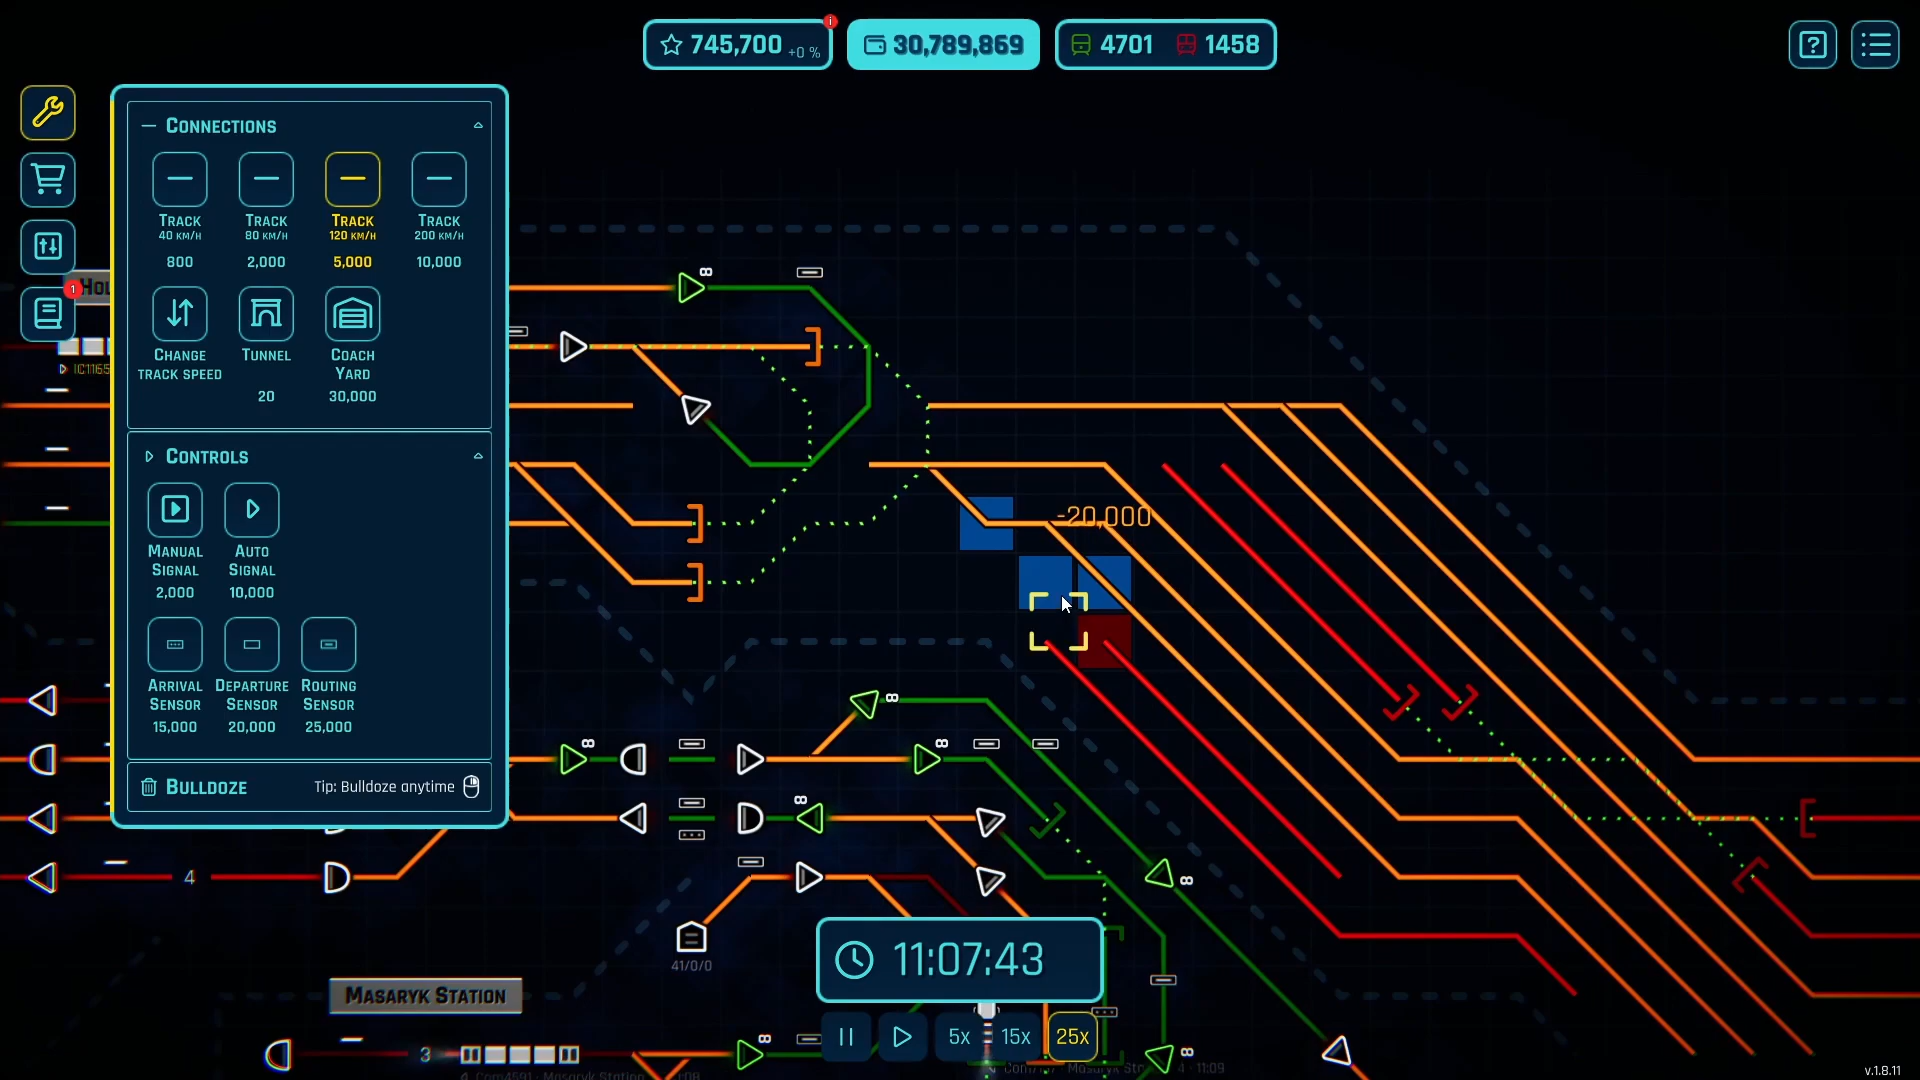 745,700 +0 %
30,789,869
4701 1458
CONNECTIONS
TRACK TRACK TRACK TRACK
40 KM/H 80 KM/H 120 KM/H 200 KM/H
800 2,000 5,000 10,000
CHANGE TRACK SPEED
TUNNEL
20
COACH YARD
30,000
CONTROLS
MANUAL SIGNAL
2,000
AUTO SIGNAL
10,000
ARRIVAL SENSOR
15,000
DEPARTURE SENSOR
20,000
ROUTING SENSOR
25,000
BULLDOZE Tip: Bulldoze anytime
1
IC1165
-20,000
4
41/0/0
MASARYK STATION
3
11:07:43
5x 15x 25x
v.1.8.11